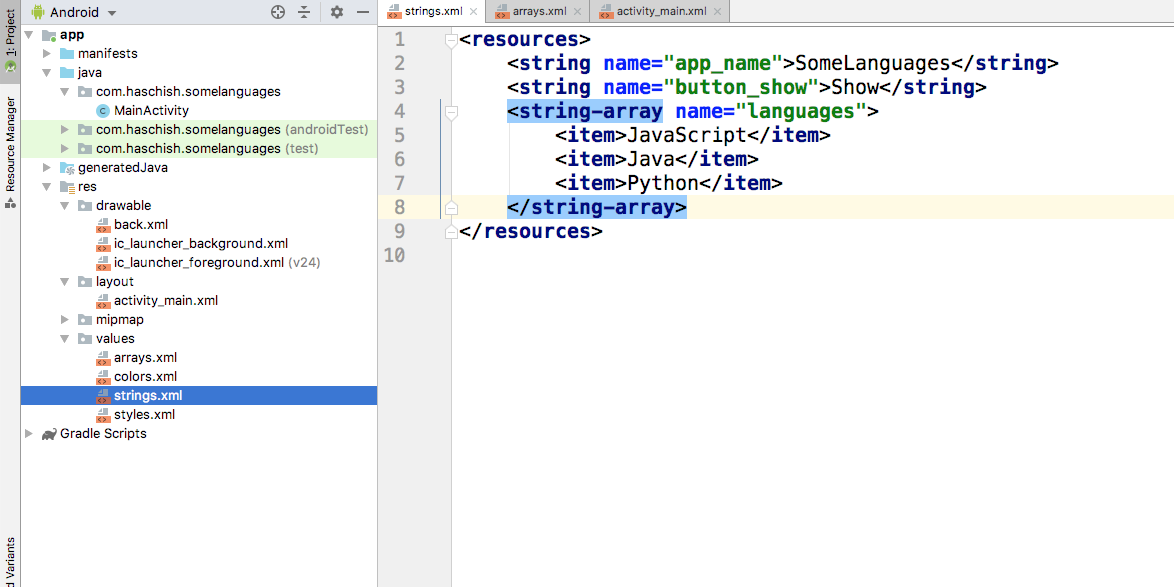 Android
strings.xml
arrays.xml
activity_main.xml
1: Project
Resource Manager
d Variants
app
manifests
java
com.haschish.somelanguages
MainActivity
com.haschish.somelanguages (androidTest)
com.haschish.somelanguages (test)
generatedJava
res
drawable
back.xml
ic_launcher_background.xml
ic_launcher_foreground.xml (v24)
layout
activity_main.xml
mipmap
values
arrays.xml
colors.xml
strings.xml
styles.xml
Gradle Scripts
1 <resources>
2 <string name="app_name">SomeLanguages</string>
3 <string name="button_show">Show</string>
4 <string-array name="languages">
5 <item>JavaScript</item>
6 <item>Java</item>
7 <item>Python</item>
8 </string-array>
9 </resources>
10